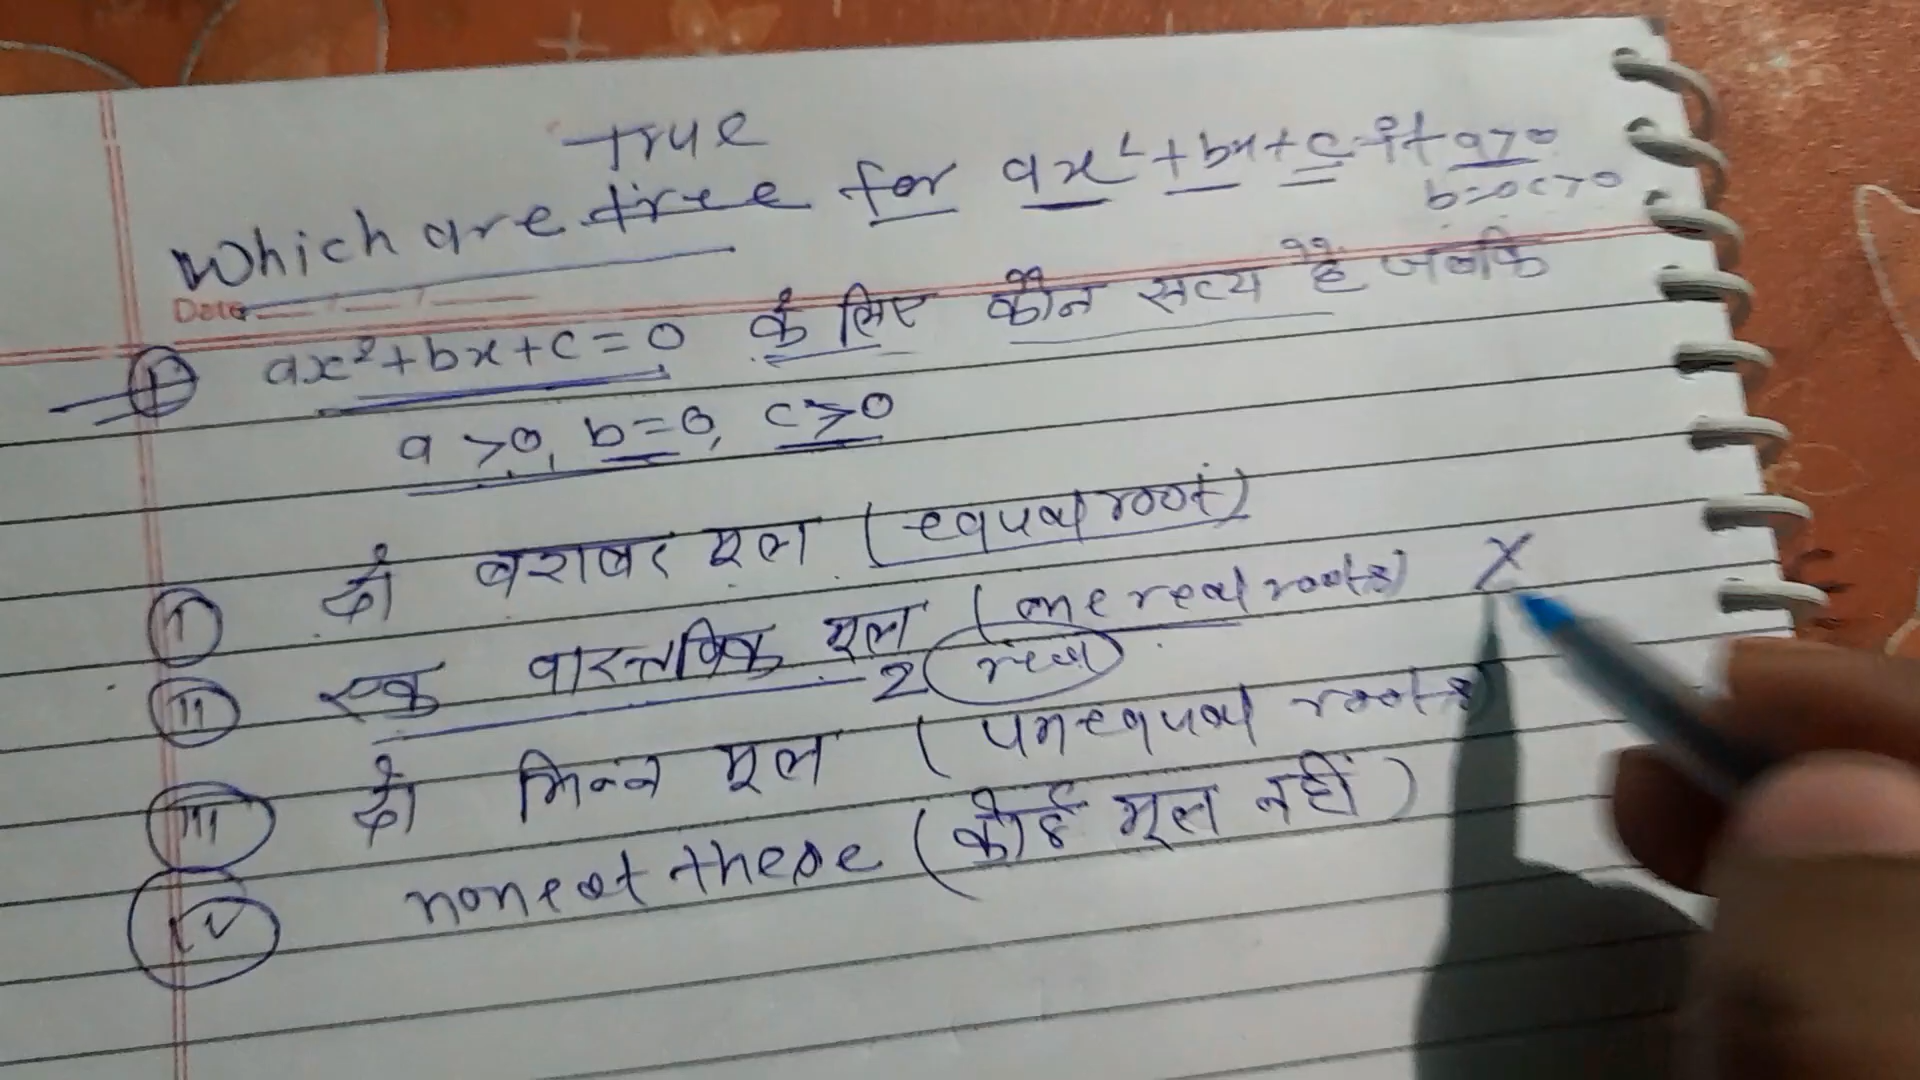 true
Which are tree for ax² + bx + c if a>0
b=0 c>0
Date
① ax²+bx+c=0 के लिए कौन सत्य है जबकि
a>0, b=0, c>0
(i) दो बराबर मूल (equal root)
(ii) एक वास्तविक मूल (one real roots) X
2 real
(iii) दो भिन्न मूल (unequal roots)
(iv) none of these (कोई मूल नहीं)